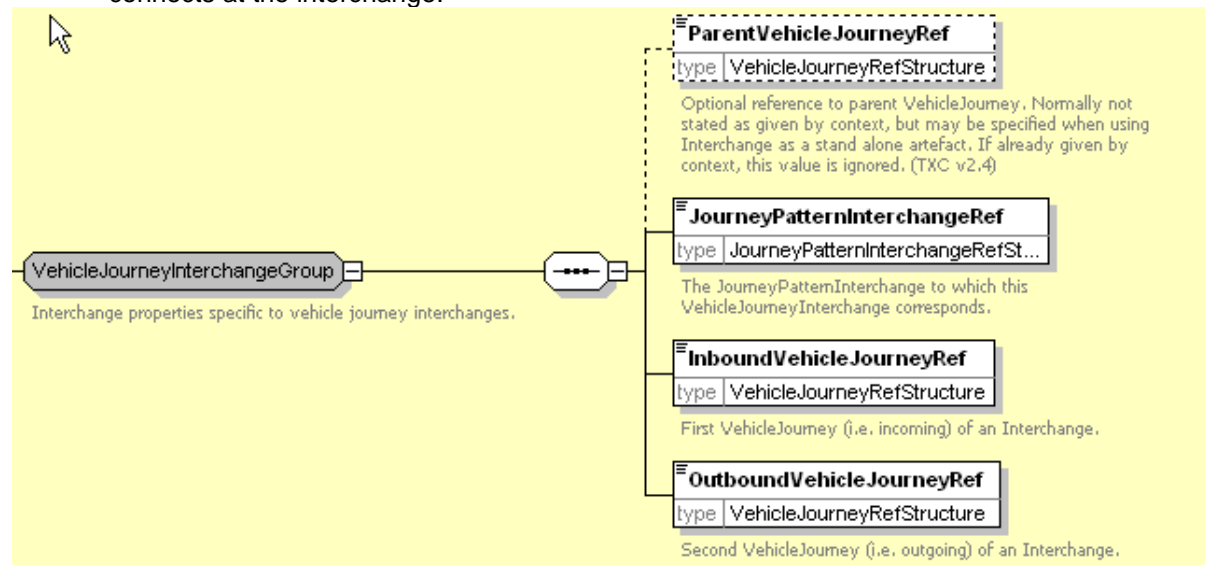 connects at the interchange.
ParentVehicleJourneyRef
type VehicleJourneyRefStructure
Optional reference to parent VehicleJourney. Normally not
stated as given by context, but may be specified when using
Interchange as a stand alone artefact. If already given by
context, this value is ignored. (TXC v2.4)
JourneyPatternInterchangeRef
type JourneyPatternInterchangeRefSt...
The JourneyPatternInterchange to which this
VehicleJourneyInterchange corresponds.
VehicleJourneyInterchangeGroup
Interchange properties specific to vehicle journey interchanges.
InboundVehicleJourneyRef
type VehicleJourneyRefStructure
First VehicleJourney (i.e. incoming) of an Interchange.
OutboundVehicleJourneyRef
type VehicleJourneyRefStructure
Second VehicleJourney (i.e. outgoing) of an Interchange.